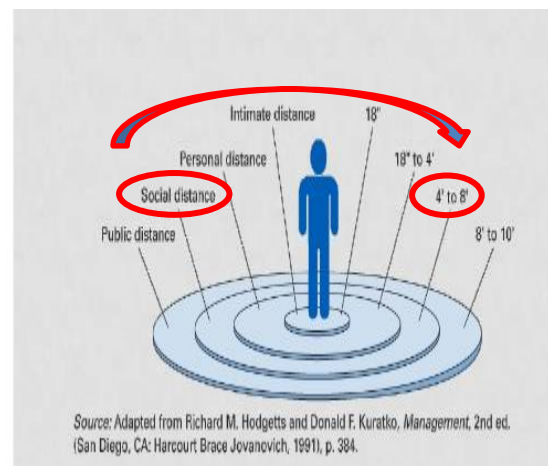 Intimate distance 18"
Personal distance 18" to 4'
Social distance 4' to 8'
Public distance 8' to 10'
Source: Adapted from Richard M. Hodgetts and Donald F. Kuratko, Management, 2nd ed.
(San Diego, CA: Harcourt Brace Jovanovich, 1991), p. 384.